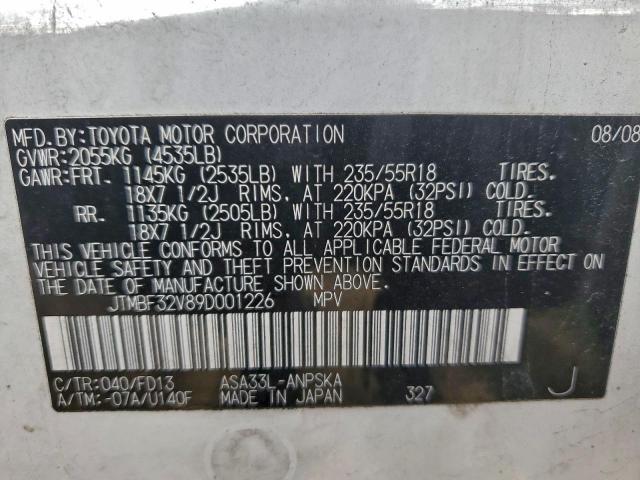 MFD.BY:TOYOTA MOTOR CORPORATION 08/08
GVWR:2055KG (4535LB)
GAWR:FRT. 1145KG (2535LB) WITH 235/55R18 TIRES.
18X7 1/2J RIMS. AT 220KPA (32PSI) COLD.
RR. 1135KG (2505LB) WITH 235/55R18 TIRES.
18X7 1/2J RIMS. AT 220KPA (32PSI) COLD.
THIS VEHICLE CONFORMS TO ALL APPLICABLE FEDERAL MOTOR
VEHICLE SAFETY AND THEFT PREVENTION STANDARDS IN EFFECT ON
THE DATE OF MANUFACTURE SHOWN ABOVE.
JTMBF32V89D001226 MPV
C/TR:040/FD13 ASA33L-ANPSKA
A/TM:-07A/U140F MADE IN JAPAN 327 J